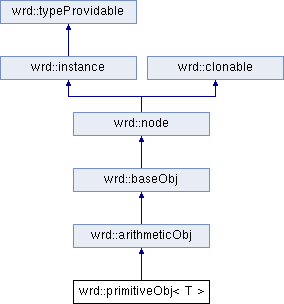 wrd::typeProvidable
wrd::instance
wrd::clonable
wrd::node
wrd::baseObj
wrd::arithmeticObj
wrd::primitiveObj< T >